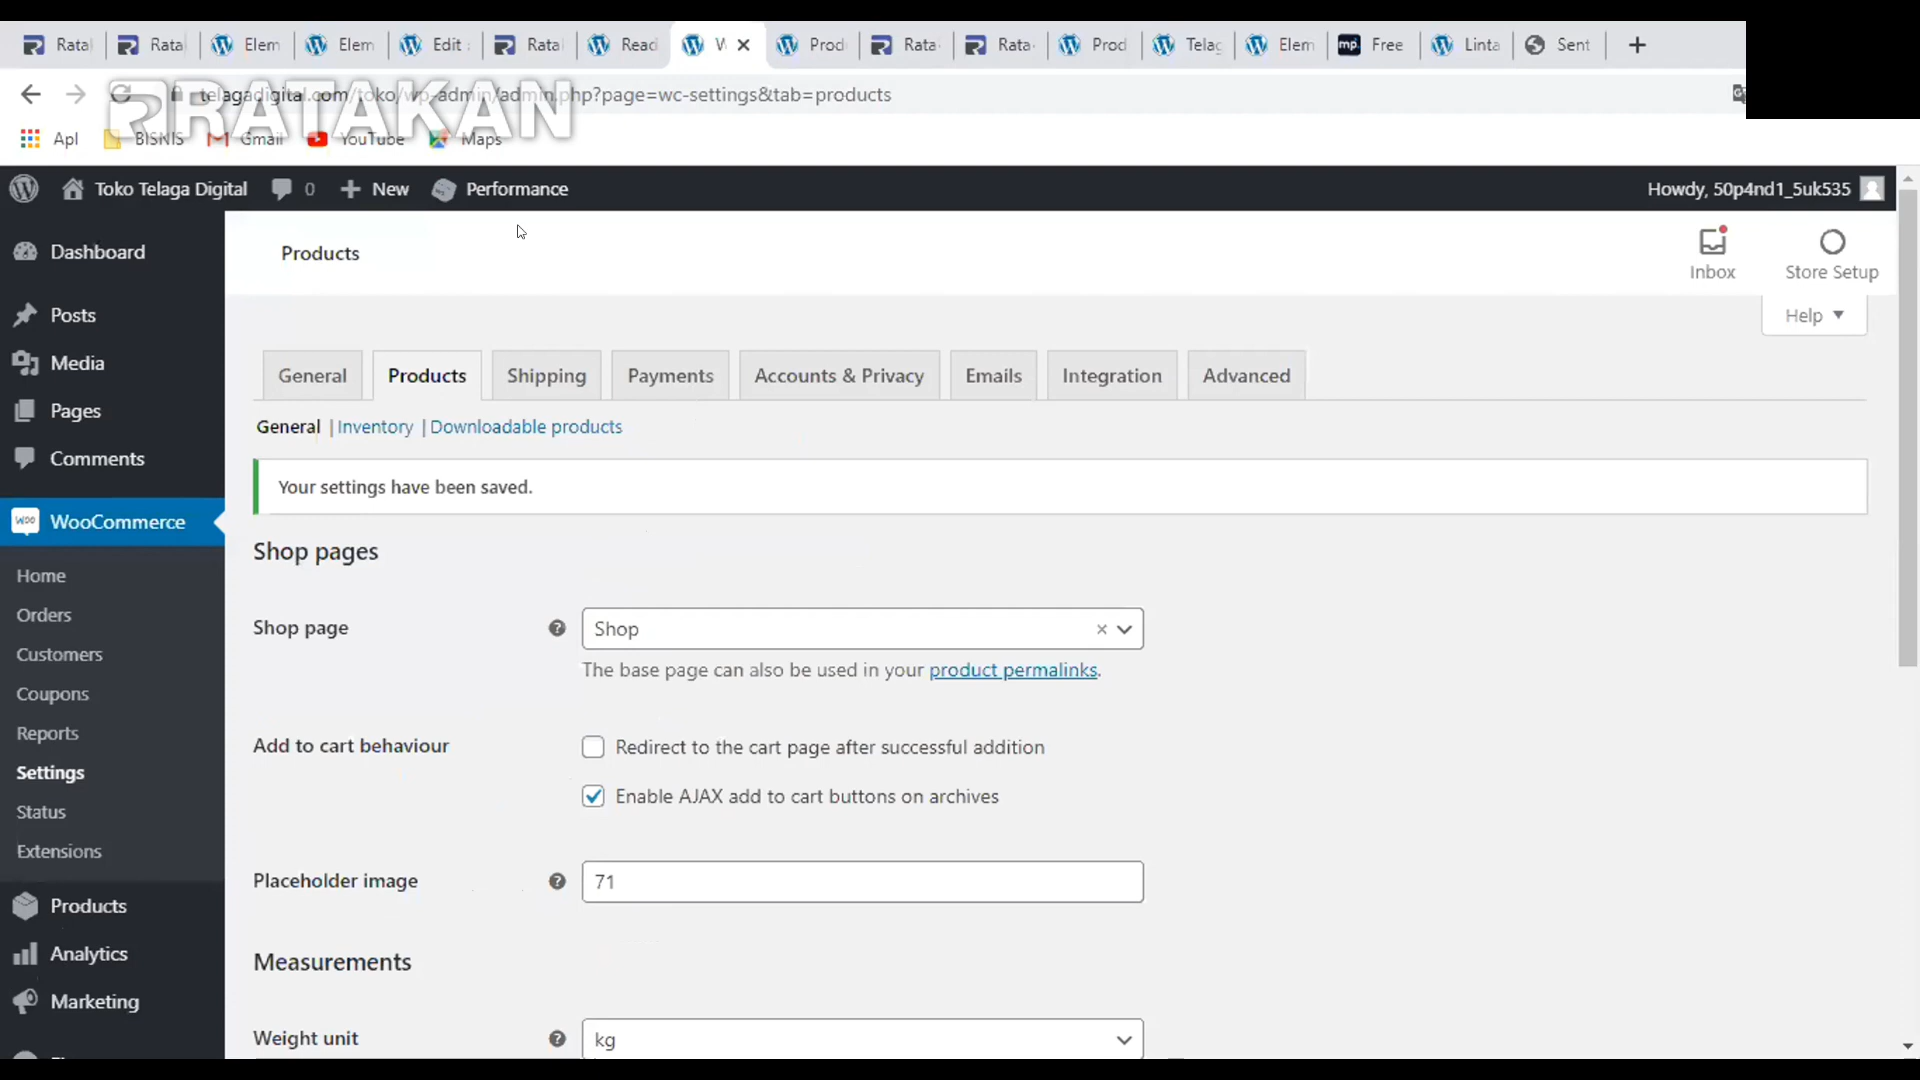 Ratal Rata Elem Elem Edit Rata Read W Prod Rata Rata Prod Telag Elem mp. Free Linta Sent
telagadigital.com/toko/wp-admin/admin.php?page=wc-settings&tab=products
RATAKAN
Apl BISNIS Gmail YouTube Maps
Toko Telaga Digital 0 New Performance Howdy, 50p4nd1_5uk535
Dashboard
Posts
Media
Pages
Comments
WOO WooCommerce
Home
Orders
Customers
Coupons
Reports
Settings
Status
Extensions
Products
Analytics
Marketing
Products
Inbox Store Setup
Help
General Products Shipping Payments Accounts & Privacy Emails Integration Advanced
General | Inventory | Downloadable products
Your settings have been saved.
Shop pages
Shop page Shop
The base page can also be used in your product permalinks.
Add to cart behaviour Redirect to the cart page after successful addition
Enable AJAX add to cart buttons on archives
Placeholder image 71
Measurements
Weight unit kg